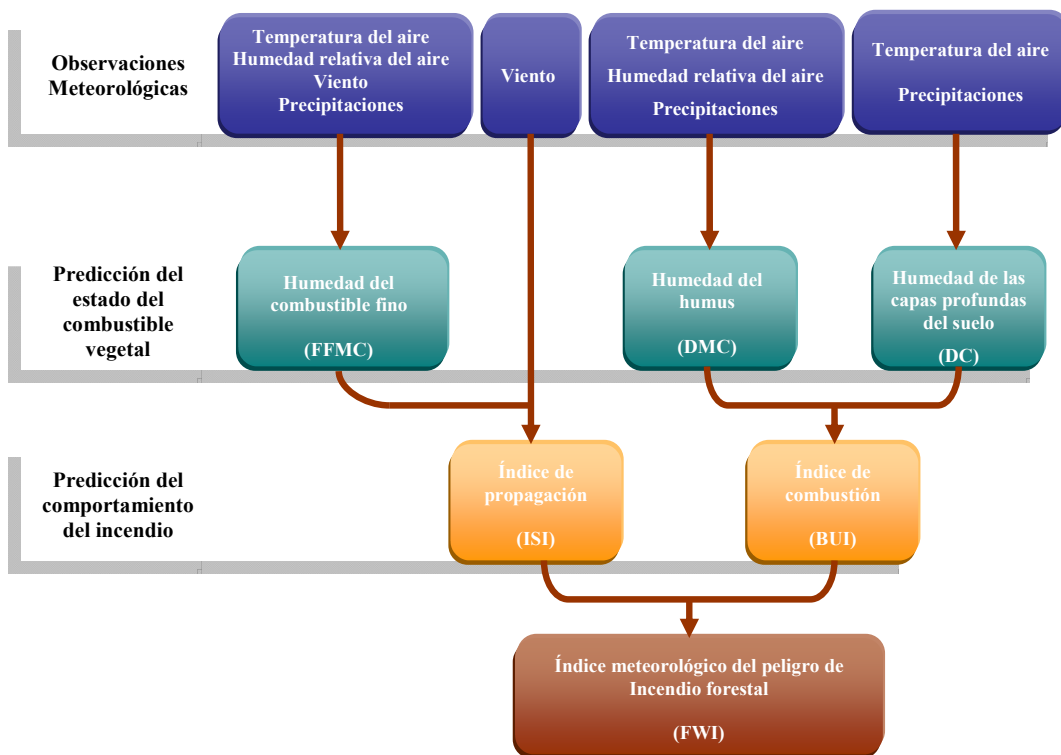 Observaciones
Meteorológicas
Temperatura del aire
Humedad relativa del aire
Viento
Precipitaciones
Viento
Temperatura del aire
Humedad relativa del aire
Precipitaciones
Temperatura del aire
Precipitaciones
Predicción del
estado del
combustible
vegetal
Humedad del
combustible fino
(FFMC)
Humedad del
humus
(DMC)
Humedad de las
capas profundas
del suelo
(DC)
Predicción del
comportamiento
del incendio
Índice de
propagación
(ISI)
Índice de
combustión
(BUI)
Índice meteorológico del peligro de
Incendio forestal
(FWI)